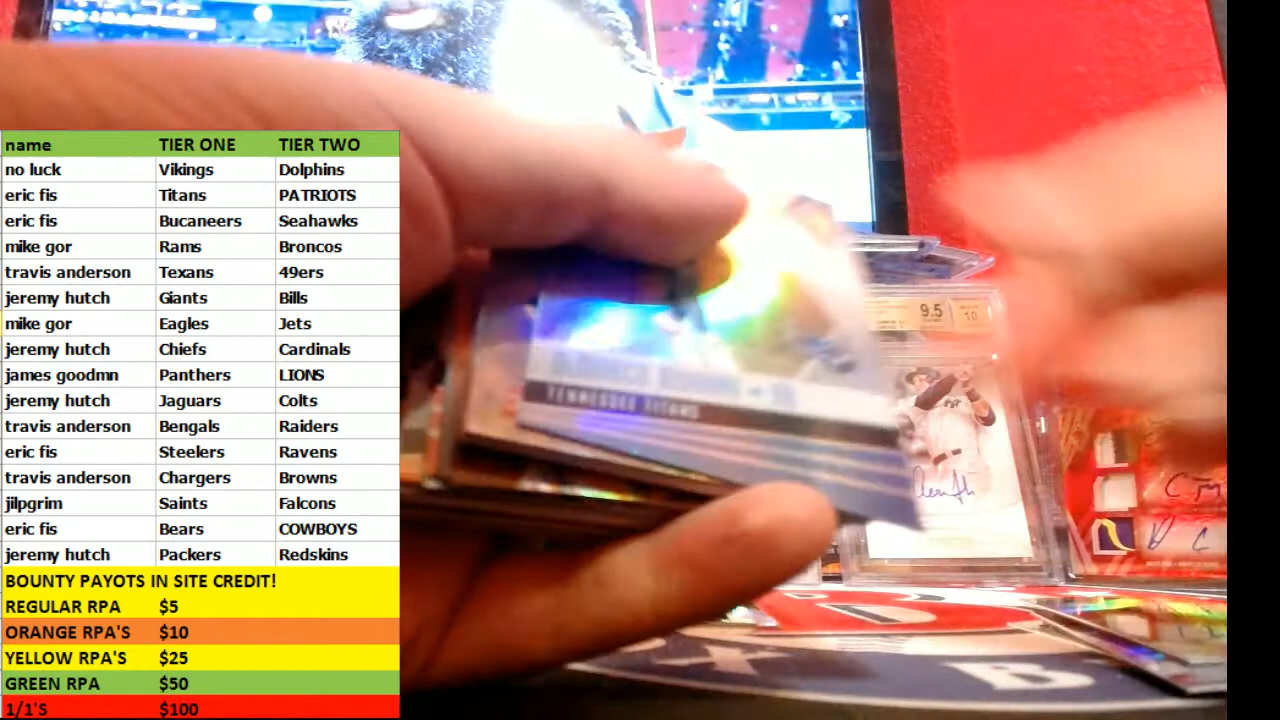 name TIER ONE TIER TWO
no luck Vikings Dolphins
eric fis Titans PATRIOTS
eric fis Bucaneers Seahawks
mike gor Rams Broncos
travis anderson Texans 49ers
jeremy hutch Giants Bills
mike gor Eagles Jets
jeremy hutch Chiefs Cardinals
james goodmn Panthers LIONS
jeremy hutch Jaguars Colts
travis anderson Bengals Raiders
eric fis Steelers Ravens
travis anderson Chargers Browns
jilpgrim Saints Falcons
eric fis Bears COWBOYS
jeremy hutch Packers Redskins
BOUNTY PAYOTS IN SITE CREDIT!
REGULAR RPA $5
ORANGE RPA'S $10
YELLOW RPA'S $25
GREEN RPA $50
1/1'S $100
TENNESSEE TITANS
9.5
10
X
B